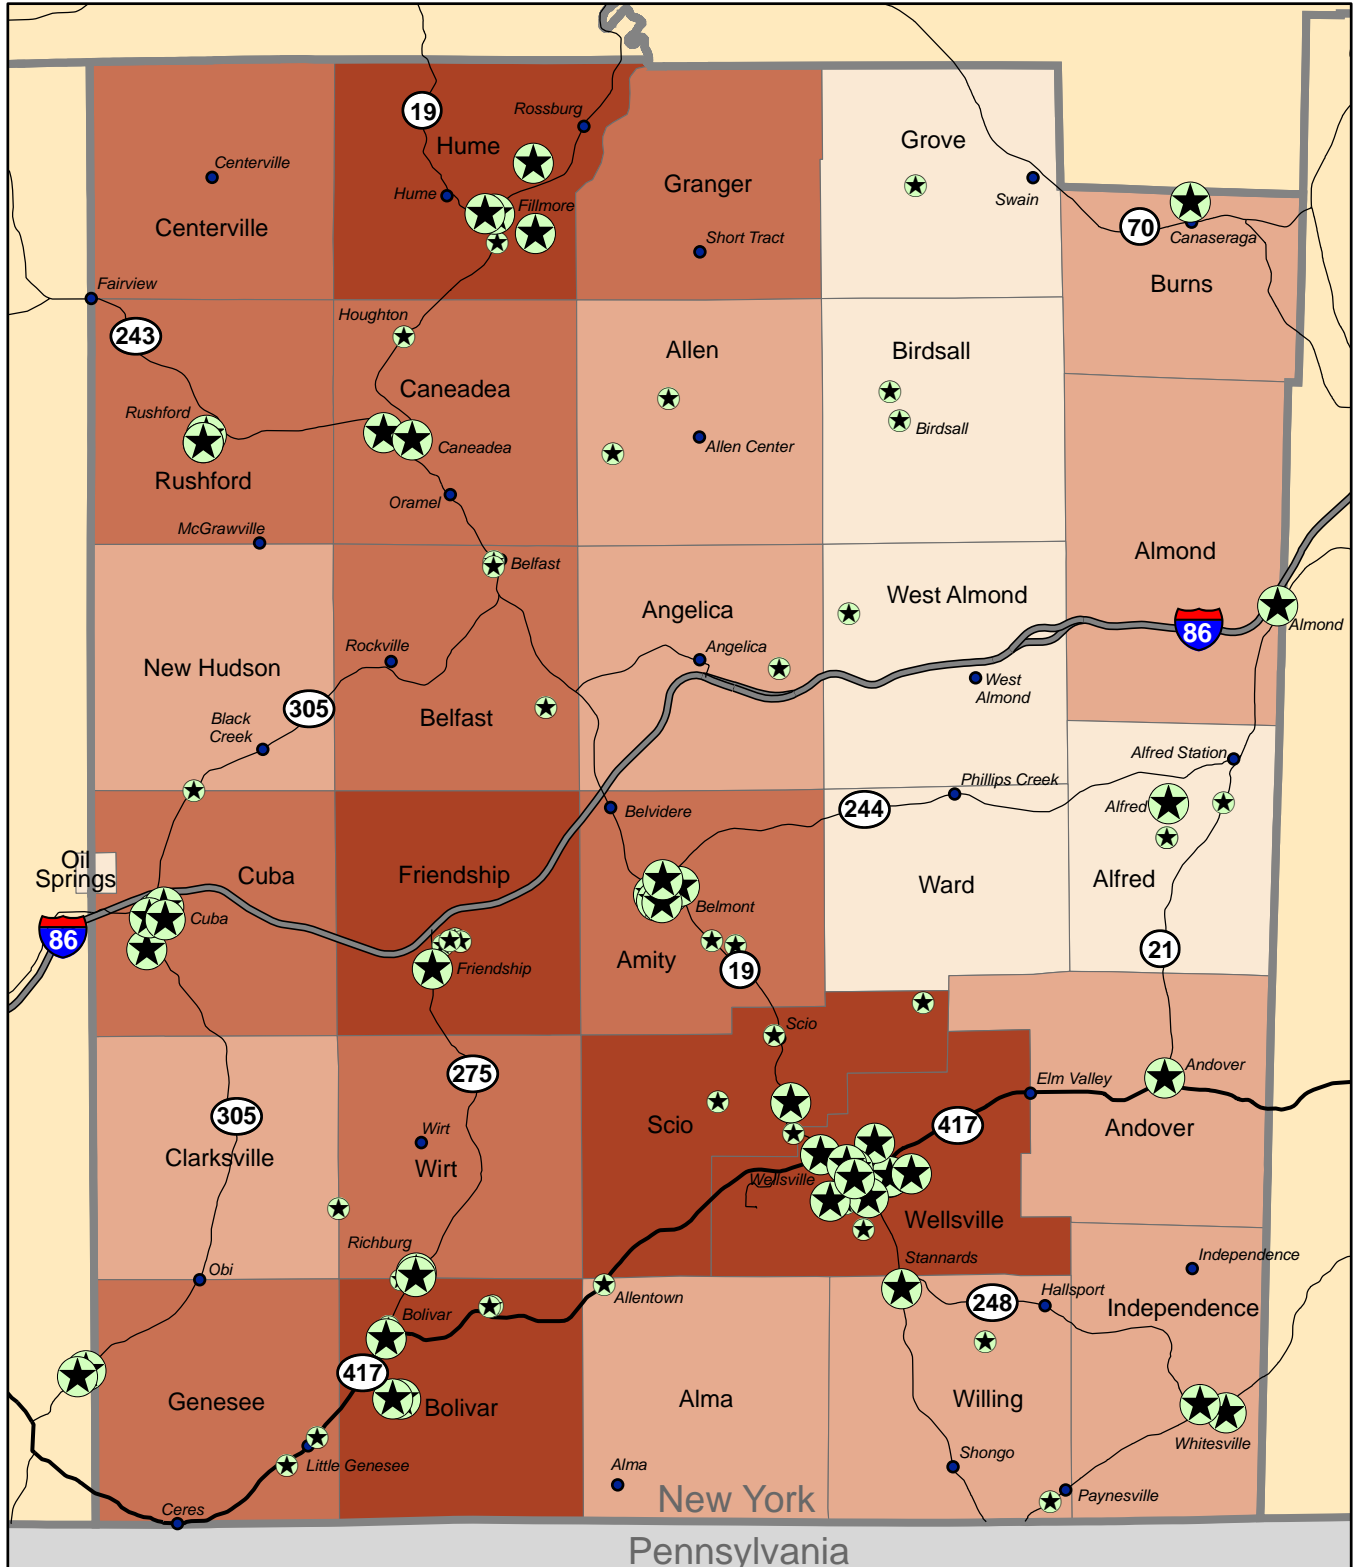 19
Rossburg
Hume
Grove
Centerville
Granger
Hume
Fillmore
Swain
Centerville
Short Tract
70
Canaseraga
Fairview
Burns
Houghton
243
Allen
Birdsall
Caneadea
Rushford
Caneadea
Allen Center
Birdsall
Rushford
Oramel
McGrawville
Almond
Belfast
West Almond
Angelica
Almond
86
Rockville
Angelica
New Hudson
West
Almond
305
Belfast
Black
Creek
Alfred Station
Phillips Creek
Belvidere
244
Alfred
Oil
Springs
Cuba
Friendship
Ward
Alfred
Belmont
Cuba
86
Amity
21
Friendship
19
Scio
275
Andover
Elm Valley
305
Scio
417
Andover
Wirt
Clarksville
Wirt
Wellsville
Wellsville
Richburg
Stannards
Independence
Obi
Hallsport
Allentown
248
Independence
Bolivar
417
Genesee
Bolivar
Alma
Willing
Whitesville
Shongo
Little Genesee
Alma
Paynesville
Ceres
New York
Pennsylvania